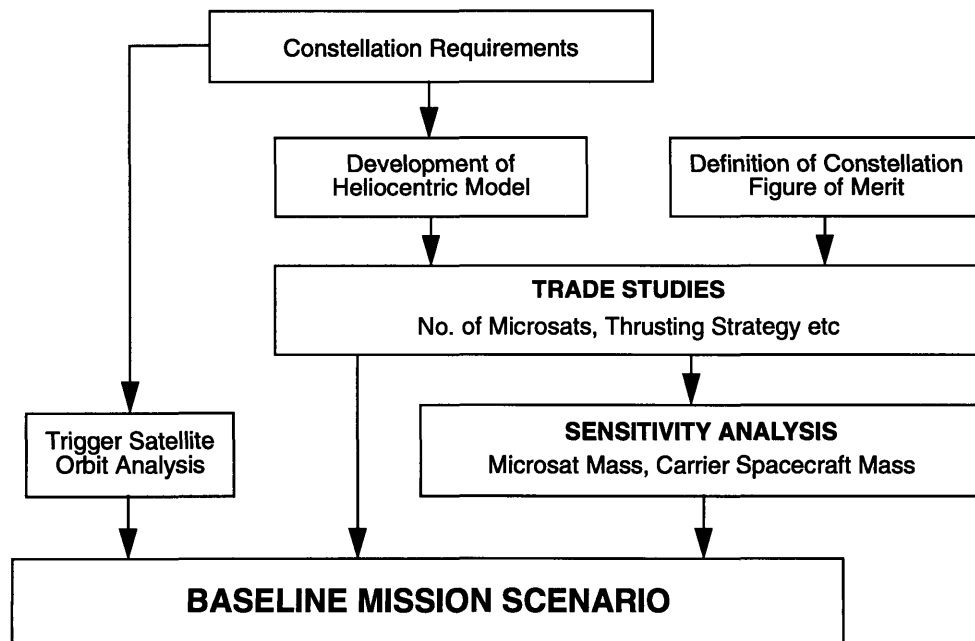 Constellation Requirements
Development of
Heliocentric Model
Definition of Constellation
Figure of Merit
TRADE STUDIES
No. of Microsats, Thrusting Strategy etc
Trigger Satellite
Orbit Analysis
SENSITIVITY ANALYSIS
Microsat Mass, Carrier Spacecraft Mass
BASELINE MISSION SCENARIO